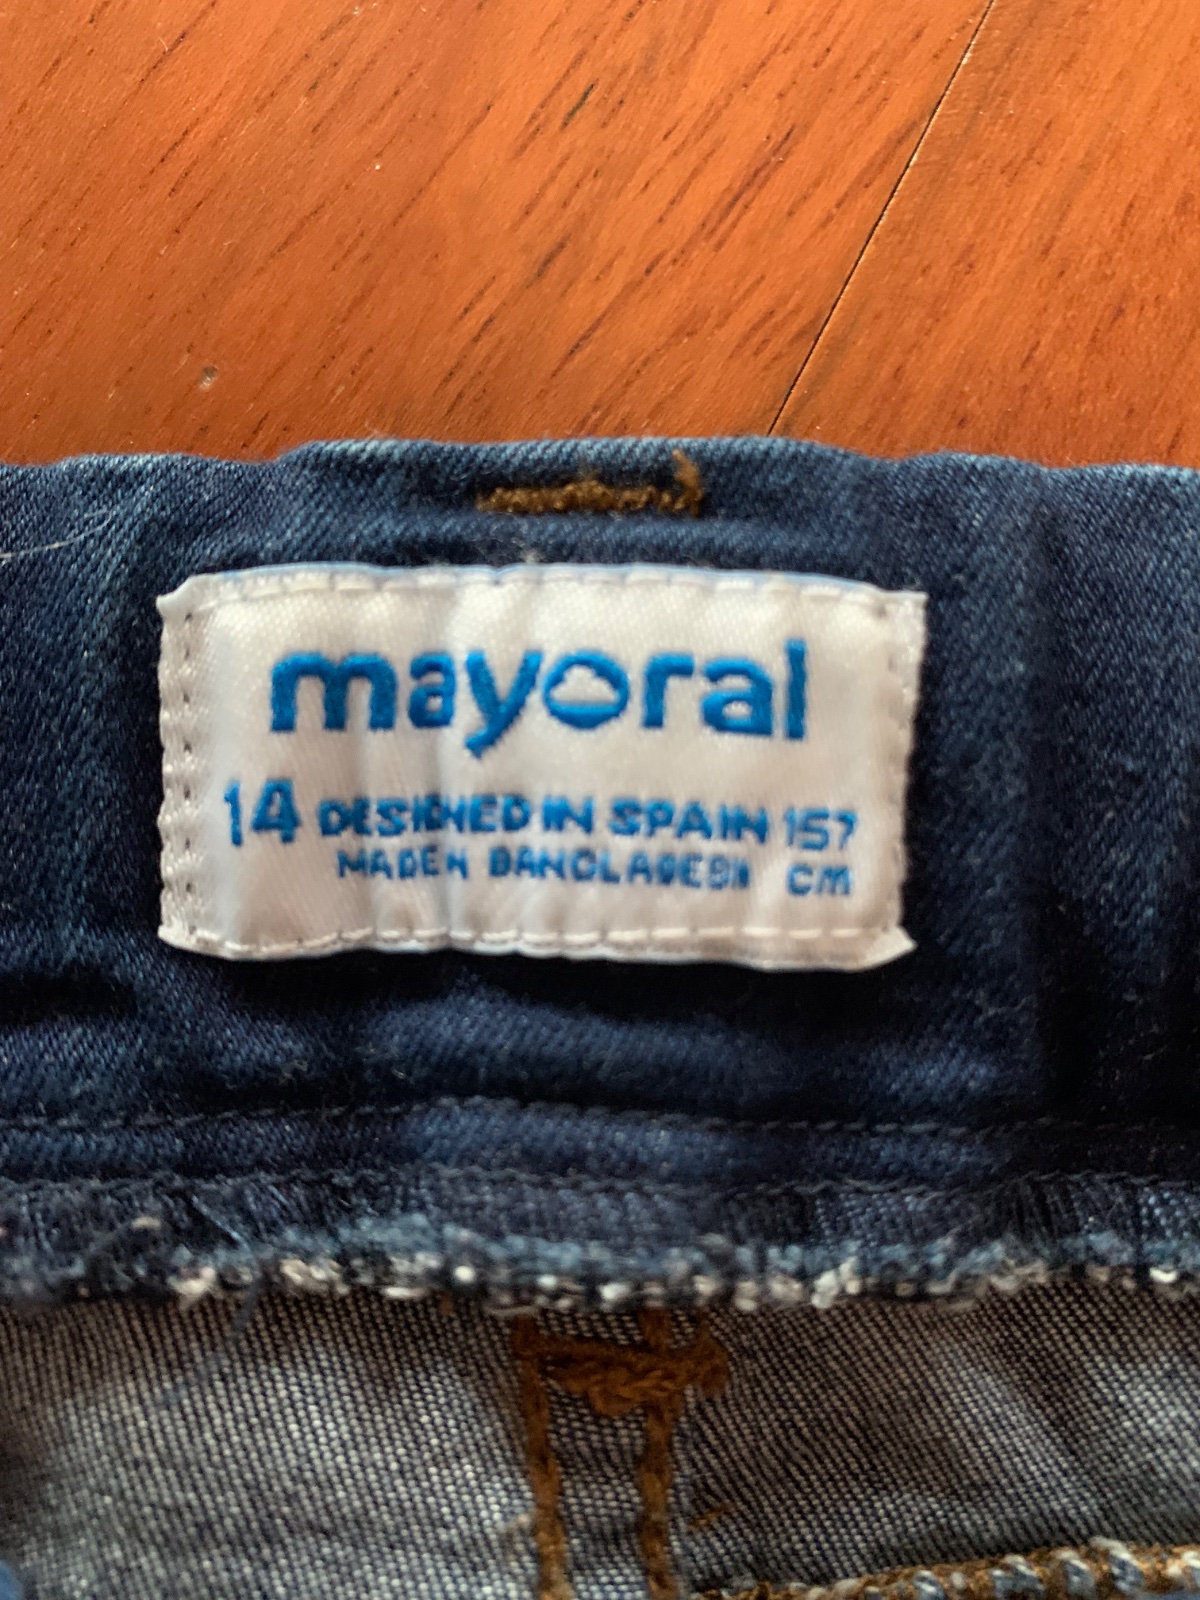 mayoral
14 DESIGNED IN SPAIN 157
MADE IN BANGLADESH CM